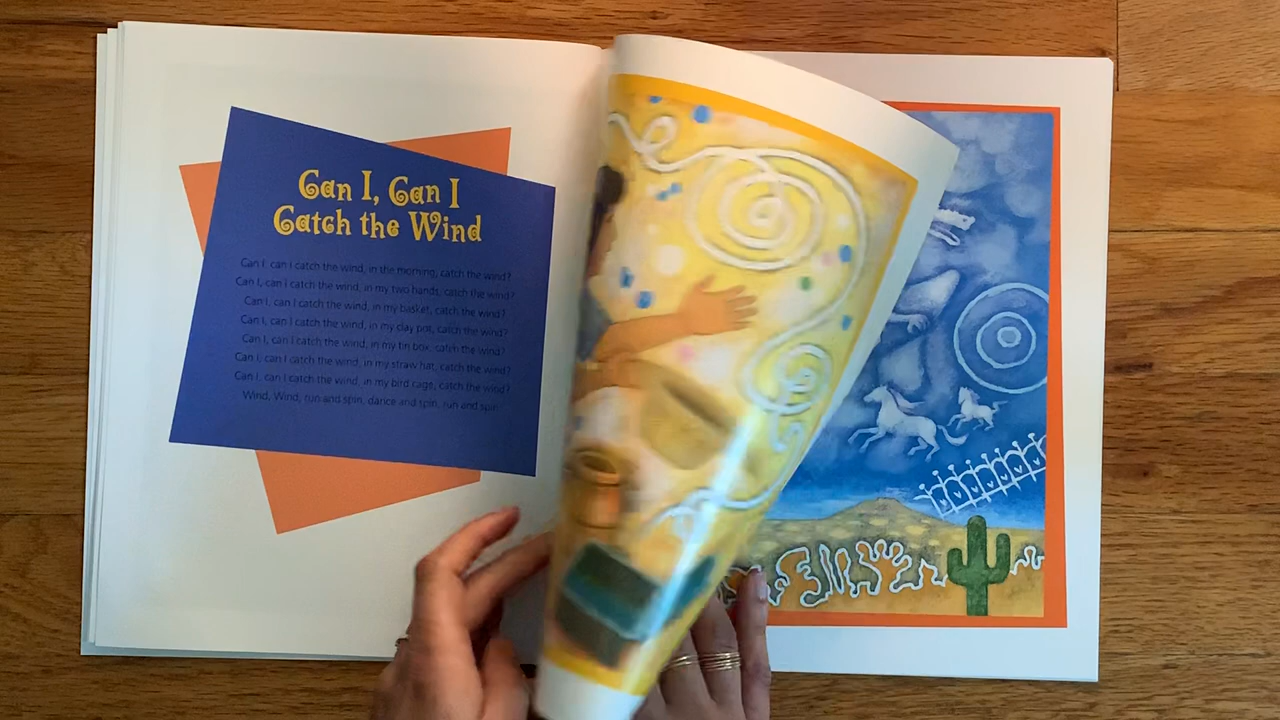 Can I, Can I
Catch the Wind
Can I, can I catch the wind, in the morning, catch the wind?
Can I, can I catch the wind, in my two hands, catch the wind?
Can I, can I catch the wind, in my basket, catch the wind?
Can I, can I catch the wind, in my clay pot, catch the wind?
Can I, can I catch the wind, in my tin box, catch the wind?
Can I, can I catch the wind, in my straw hat, catch the wind?
Can I, can I catch the wind, in my bird cage, catch the wind?
Wind, Wind, run and spin, dance and spin, run and spin.